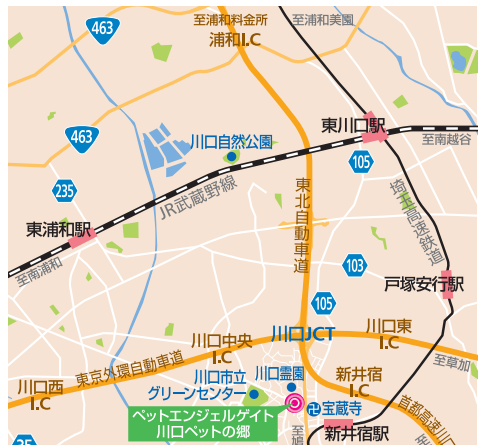 至浦和料金所
浦和I.C
至浦和美園
463
463
東川口駅
至南越谷
川口自然公園
105
235
JR武蔵野線
東北自動車道
埼玉高速鉄道
東浦和駅
至南浦和
103
戸塚安行駅
105
川口JCT
川口中央
I.C
川口東
I.C
至草加
東京外環自動車道
川口西
I.C
川口市立
グリーンセンター
川口霊園
新井宿
I.C
ペットエンジェルゲイト
川口ペットの郷
卍宝蔵寺
首都高速川
新井宿駅
至鳩
35